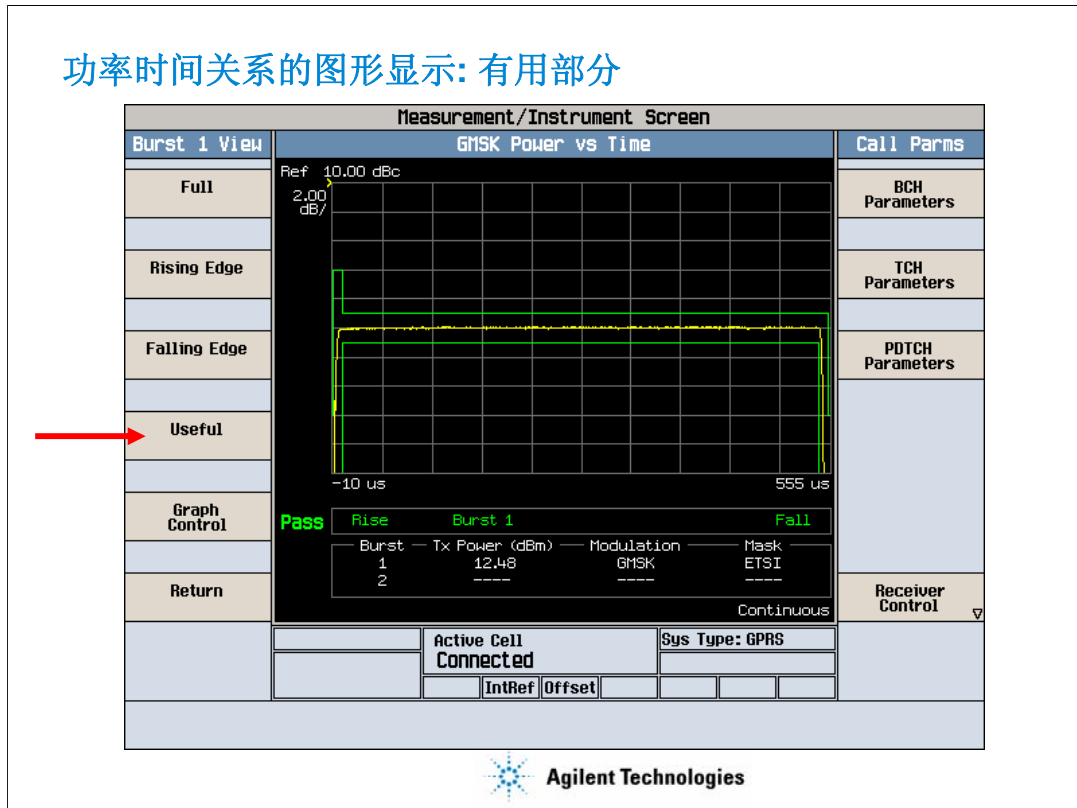 功率时间关系的图形显示: 有用部分
Measurement/Instrument Screen
Burst 1 View
GMSK Power vs Time
Call Parms
Full
Rising Edge
Falling Edge
Useful
Graph
Control
Return
Ref 10.00 dBc
2.00
dB/
-10 us
555 us
Pass
Rise
Burst 1
Fall
Burst Tx Power (dBm) Modulation Mask
1 12.48 GMSK ETSI
2 ---- ---- ----
Continuous
BCH
Parameters
TCH
Parameters
PDTCH
Parameters
Receiver
Control
Active Cell
Connected
Sys Type: GPRS
IntRef
Offset
Agilent Technologies